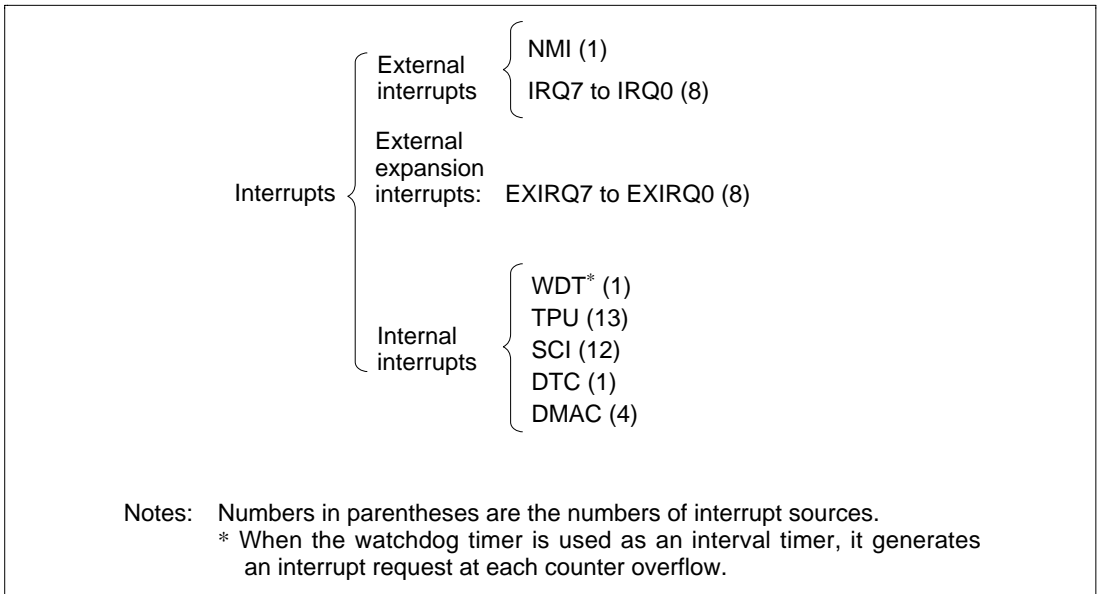 External
interrupts
NMI (1)
IRQ7 to IRQ0 (8)
Interrupts
External
expansion
interrupts: EXIRQ7 to EXIRQ0 (8)
Internal
interrupts
WDT* (1)
TPU (13)
SCI (12)
DTC (1)
DMAC (4)
Notes: Numbers in parentheses are the numbers of interrupt sources.
* When the watchdog timer is used as an interval timer, it generates
an interrupt request at each counter overflow.